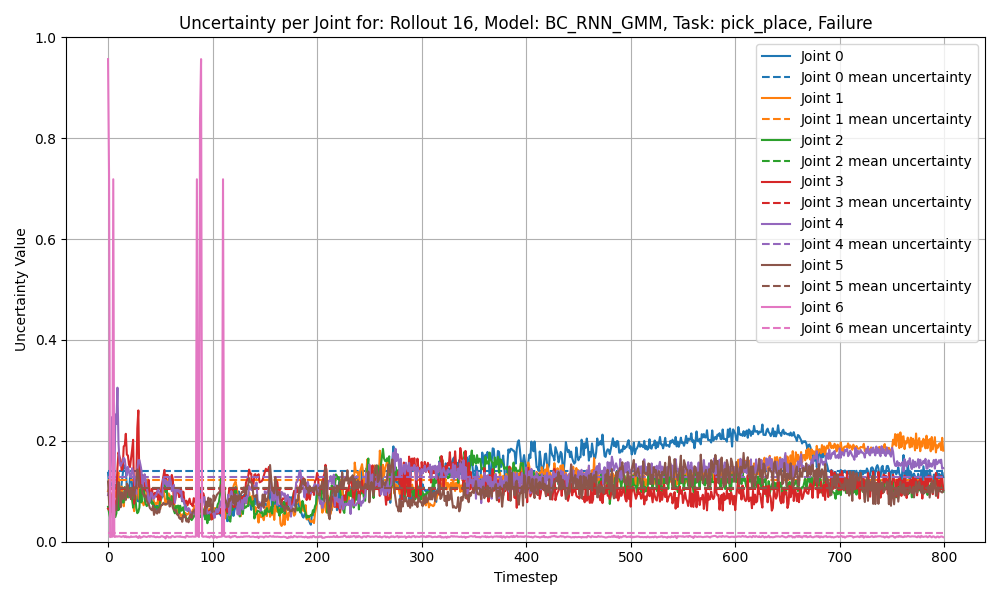 Uncertainty per Joint for: Rollout 16, Model: BC_RNN_GMM, Task: pick_place, Failure
Uncertainty Value
1.0
0.8
0.6
0.4
0.2
0.0
Joint 0
Joint 0 mean uncertainty
Joint 1
Joint 1 mean uncertainty
Joint 2
Joint 2 mean uncertainty
Joint 3
Joint 3 mean uncertainty
Joint 4
Joint 4 mean uncertainty
Joint 5
Joint 5 mean uncertainty
Joint 6
Joint 6 mean uncertainty
0 100 200 300 400 500 600 700 800
Timestep